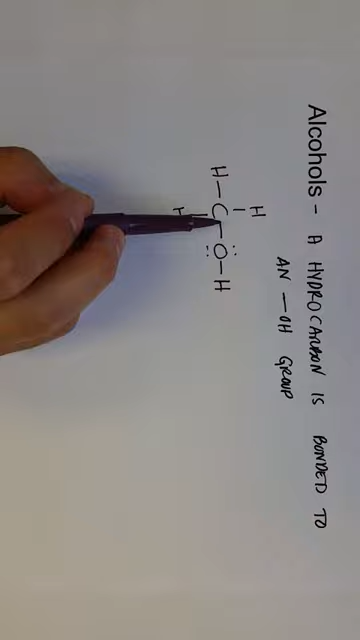 Alcohols - A HYDROCARBON IS BONDED TO
AN -OH GROUP
H
H-C-O-H
H